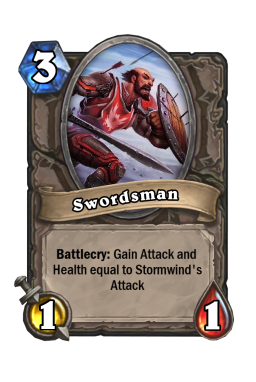 3
Swordsman
Battlecry: Gain Attack and
Health equal to Stormwind's
Attack
1
1